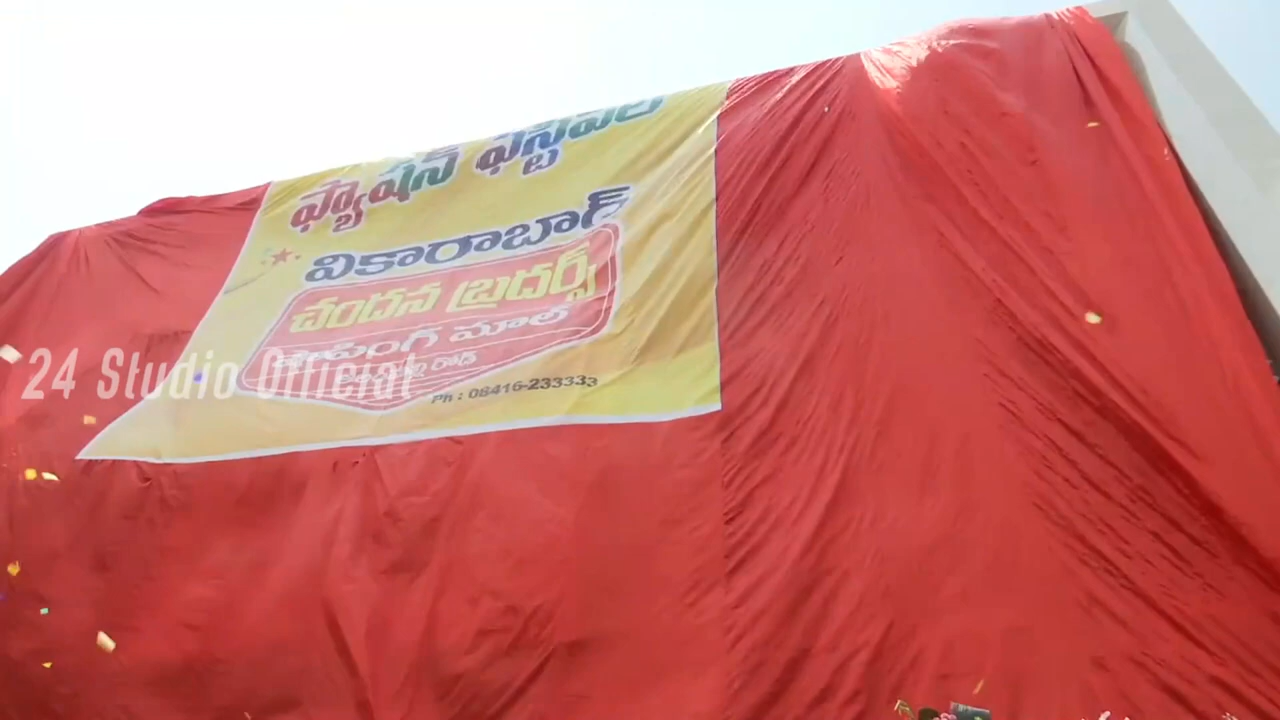 ఫ్యాషన్ ఫెస్టివల్
వికారాబాగ్
చందన బ్రదర్స్
షాపింగ్ మాల్
Ph : 08416-233333
24 Studio Official